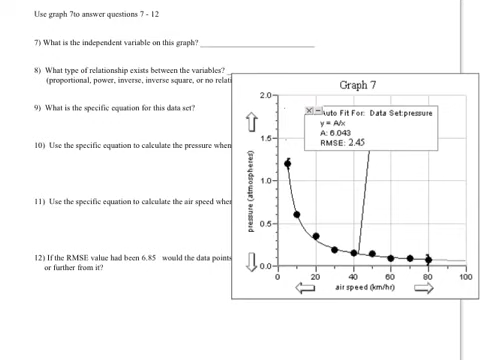 Use graph 7to answer questions 7 - 12
7) What is the independent variable on this graph? ____________________________
8) What type of relationship exists between the variables? _
(proportional, power, inverse, inverse square, or no relati
9) What is the specific equation for this data set?
10) Use the specific equation to calculate the pressure when
11) Use the specific equation to calculate the air speed when
12) If the RMSE value had been 6.85 would the data points
or further from it?
Graph 7
Auto Fit For: Data Set:pressure
y = A/x
A: 6.043
RMSE: 2.45
pressure (atmospheres)
2.0
1.5
1.0
0.5
0.0
0 20 40 60 80 100
air speed (km/hr)